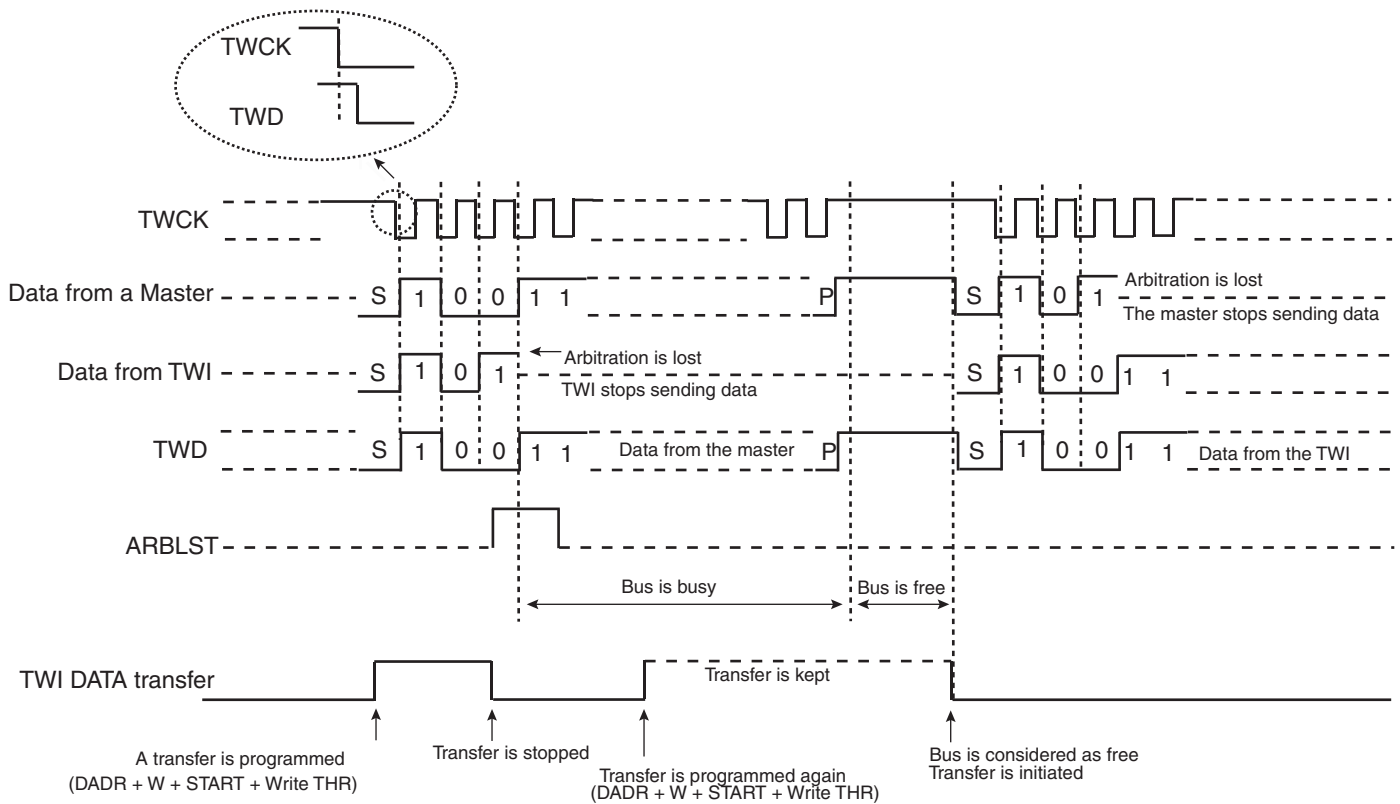 TWCK
TWD
TWCK
Data from a Master S 1 0 0 1 1 P S 1 0 1 Arbitration is lost
The master stops sending data
Data from TWI S 1 0 1 Arbitration is lost S 1 0 0 1 1
TWI stops sending data
TWD S 1 0 0 1 1 Data from the master P S 1 0 0 1 1 Data from the TWI
ARBLST
Bus is busy Bus is free
TWI DATA transfer Transfer is kept
A transfer is programmed
(DADR + W + START + Write THR)
Transfer is stopped
Transfer is programmed again
(DADR + W + START + Write THR)
Bus is considered as free
Transfer is initiated